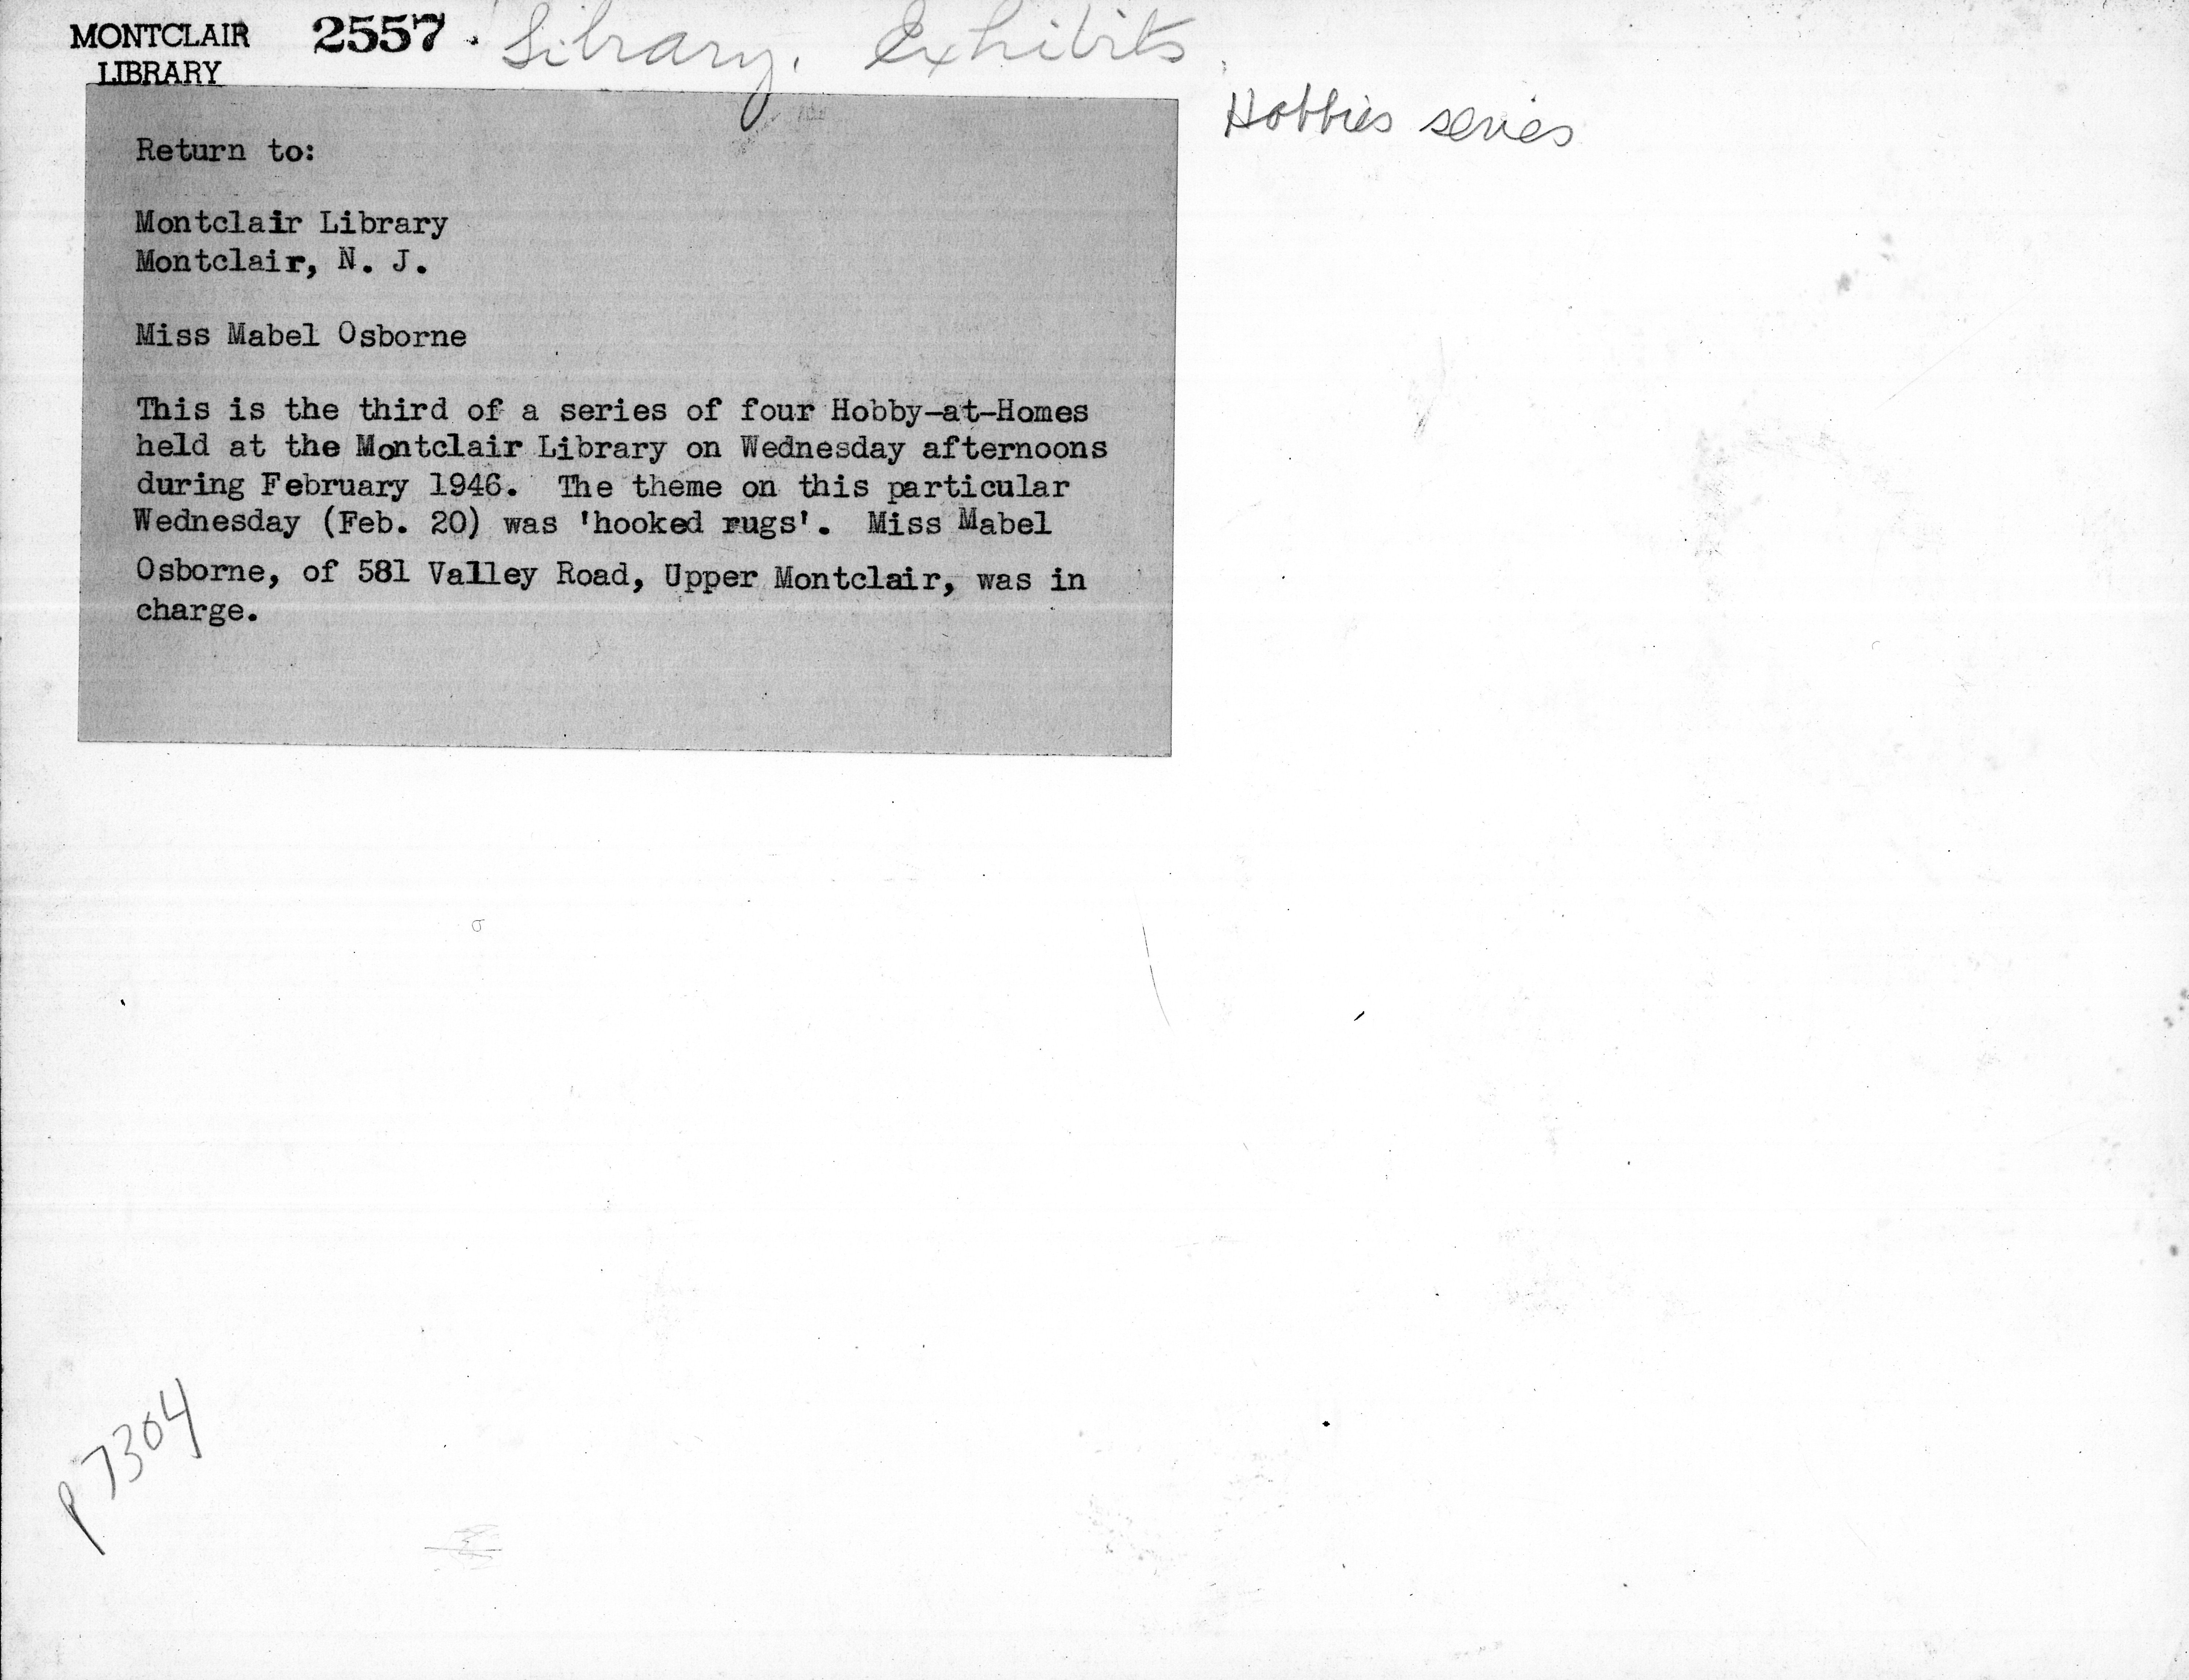 MONTCLAIR LIBRARY
2557
Library. Exhibits
Hobbies series
Return to:
Montclair Library
Montclair, N. J.
Miss Mabel Osborne
This is the third of a series of four Hobby-at-Homes
held at the Montclair Library on Wednesday afternoons
during February 1946. The theme on this particular
Wednesday (Feb. 20) was 'hooked rugs'. Miss Mabel
Osborne, of 581 Valley Road, Upper Montclair, was in
charge.
P7304